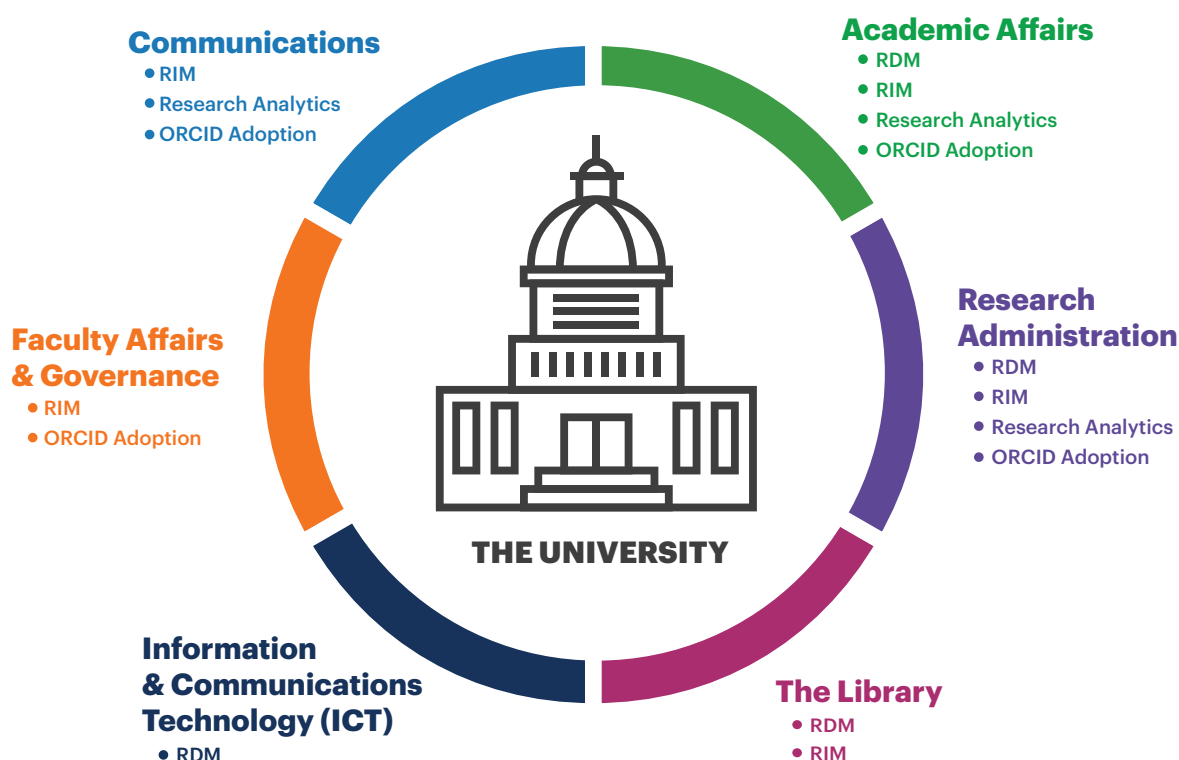 Communications
• RIM
• Research Analytics
• ORCID Adoption
Academic Affairs
• RDM
• RIM
• Research Analytics
• ORCID Adoption
Research
Administration
• RDM
• RIM
• Research Analytics
• ORCID Adoption
Faculty Affairs
& Governance
• RIM
• ORCID Adoption
THE UNIVERSITY
Information
& Communications
Technology (ICT)
• RDM
The Library
• RDM
• RIM